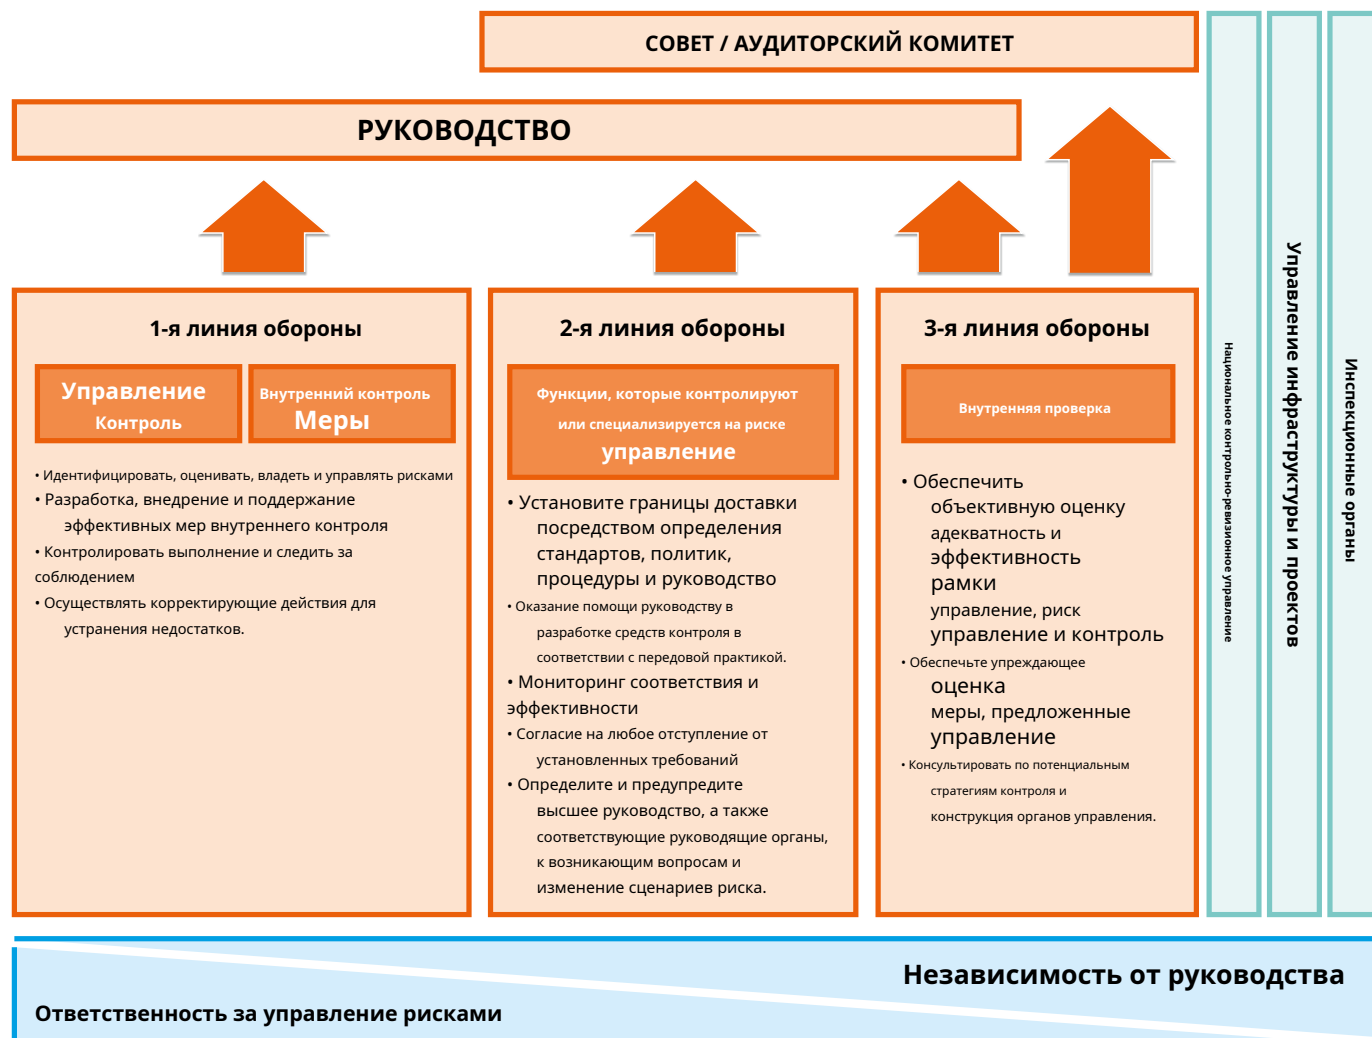 СОВЕТ / АУДИТОРСКИЙ КОМИТЕТ
РУКОВОДСТВО
1-я линия обороны
Управление
Контроль
Внутренний контроль
Меры
• Идентифицировать, оценивать, владеть и управлять рисками
• Разработка, внедрение и поддержание
эффективных мер внутреннего контроля
• Контролировать выполнение и следить за
соблюдением
• Осуществлять корректирующие действия для
устранения недостатков.
2-я линия обороны
Функции, которые контролируют
или специализируется на риске
управление
• Установите границы доставки
посредством определения
стандартов, политик,
процедуры и руководство
• Оказание помощи руководству в
разработке средств контроля в
соответствии с передовой практикой.
• Мониторинг соответствия и
эффективности
• Согласие на любое отступление от
установленных требований
• Определите и предупредите
высшее руководство, а также
соответствующие руководящие органы,
к возникающим вопросам и
изменение сценариев риска.
3-я линия обороны
Внутренняя проверка
• Обеспечить
объективную оценку
адекватность и
эффективность
рамки
управление, риск
управление и контроль
• Обеспечьте упреждающее
оценка
меры, предложенные
управление
• Консультировать по потенциальным
стратегиям контроля и
конструкция органов управления.
Национальное контрольно-ревизионное управление
Управление инфраструктуры и проектов
Инспекционные органы
Независимость от руководства
Ответственность за управление рисками